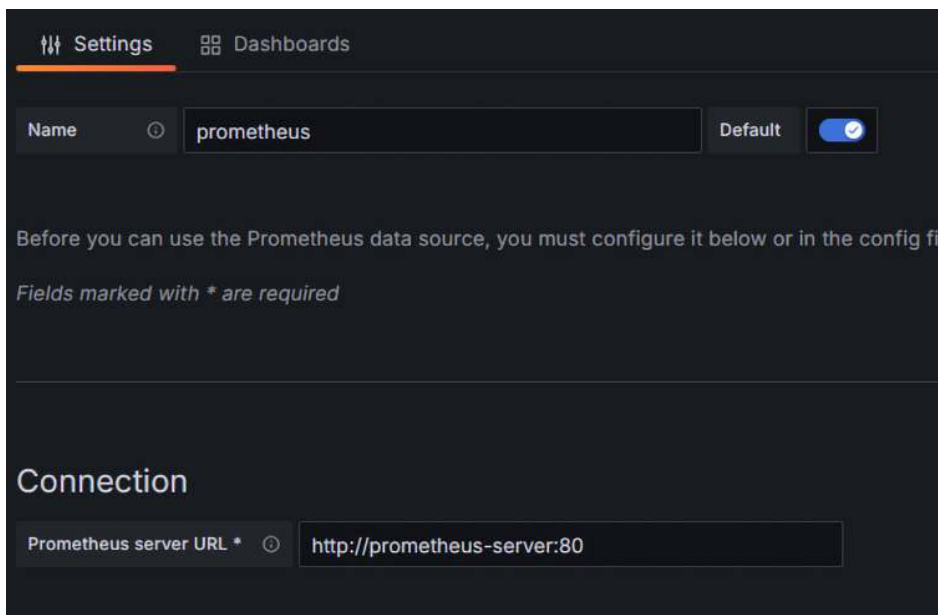 Settings Dashboards
Name prometheus Default
Before you can use the Prometheus data source, you must configure it below or in the config
Fields marked with * are required
Connection
Prometheus server URL * http://prometheus-server:80